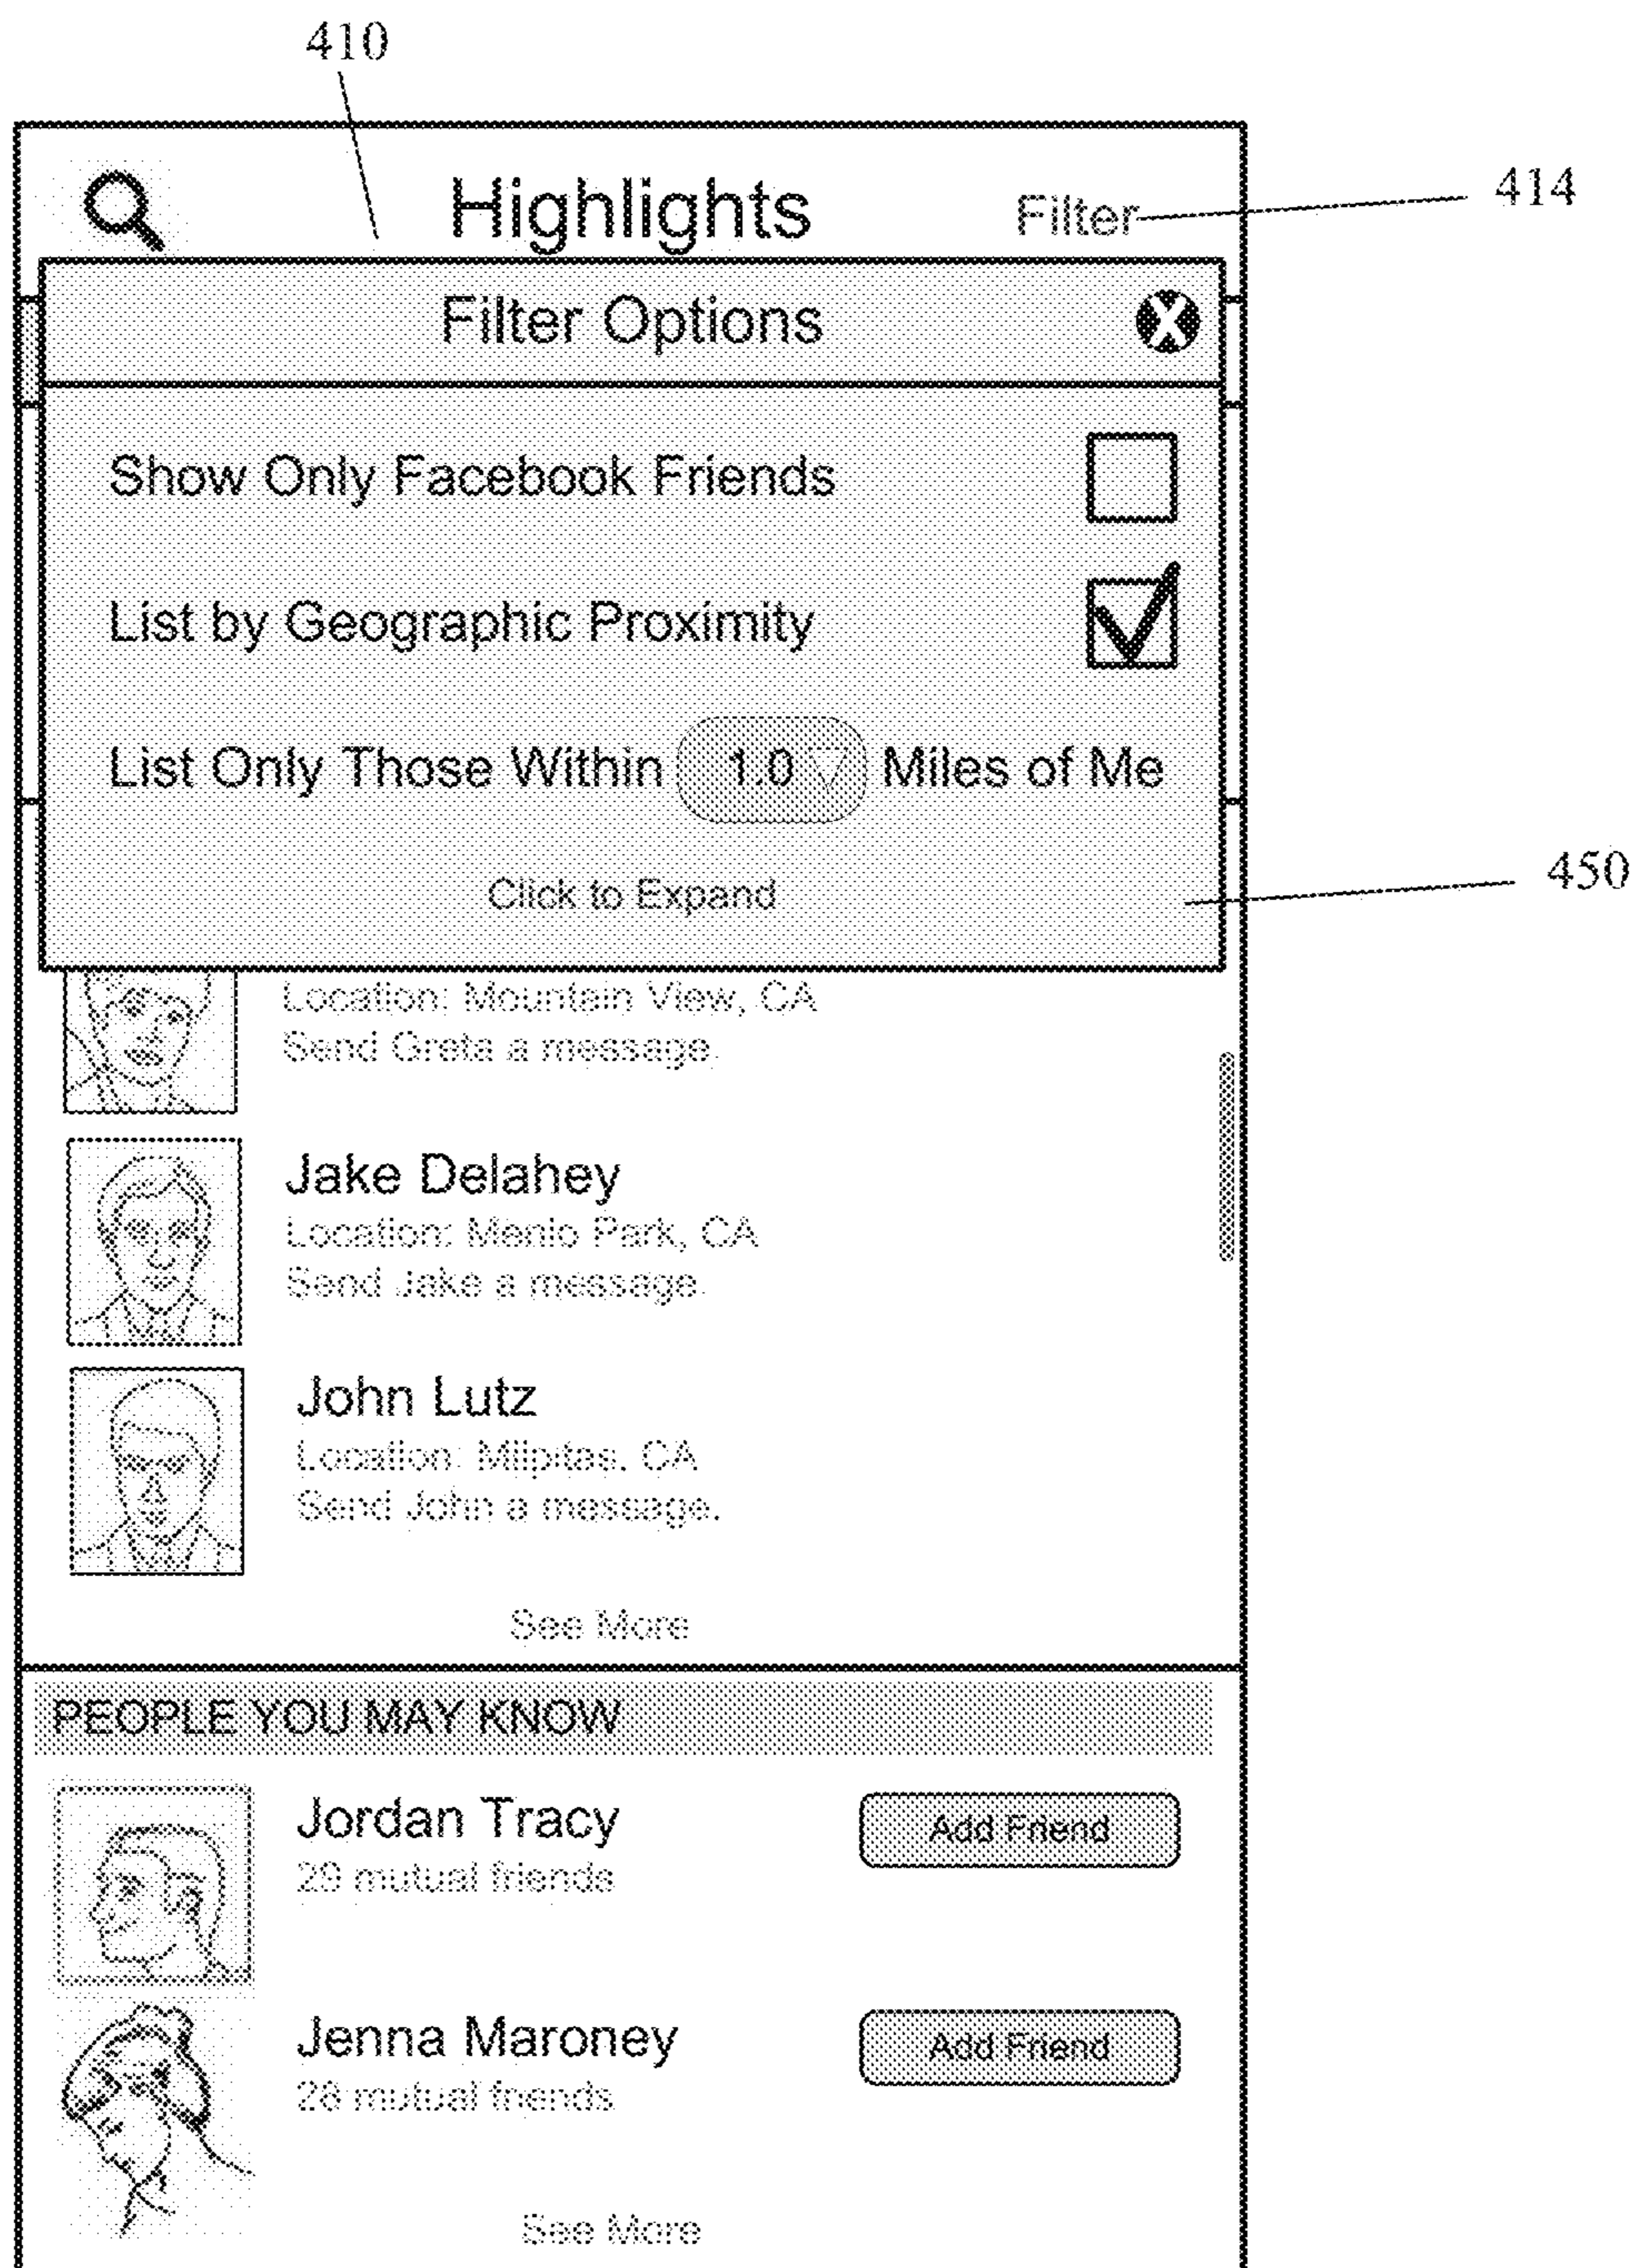 410
Highlights
Filter
414
Filter Options
X
Show Only Facebook Friends
List by Geographic Proximity
List Only Those Within 1.0 Miles of Me
Click to Expand
450
Location: Mountain View, CA
Send Greta a message.
Jake Delahey
Location: Menlo Park, CA
Send Jake a message.
John Lutz
Location: Milpitas, CA
Send John a message.
See More
PEOPLE YOU MAY KNOW
Jordan Tracy
Add Friend
29 mutual friends
Jenna Maroney
Add Friend
28 mutual friends
See More